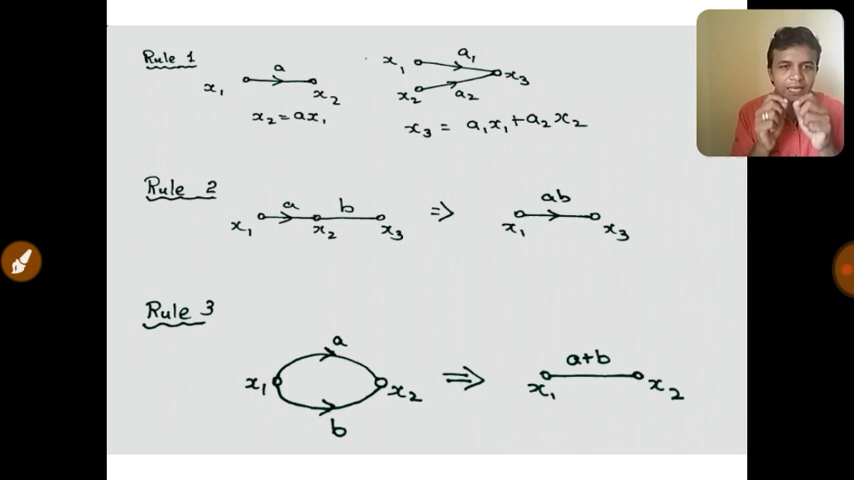 Rule 1
x₁ a x₂
x₂ = ax₁
x₁ a₁ x₃
x₂ a₂
x₃ = a₁x₁ + a₂x₂
Rule 2
x₁ a x₂ b x₃ ⇒ x₁ ab x₃
Rule 3
x₁ a b x₂ ⇒ x₁ a+b x₂